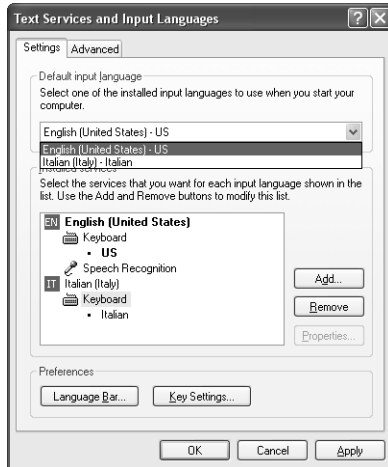 Text Services and Input Languages
Settings Advanced
Default input language
Select one of the installed input languages to use when you start your
computer.
English (United States) - US
English (United States) - US
Italian (Italy) - Italian
Installed services
Select the services that you want for each input language shown in the
list. Use the Add and Remove buttons to modify this list.
EN English (United States)
Keyboard
• US
Speech Recognition
IT Italian (Italy)
Keyboard
• Italian
Add...
Remove
Properties...
Preferences
Language Bar... Key Settings...
OK Cancel Apply